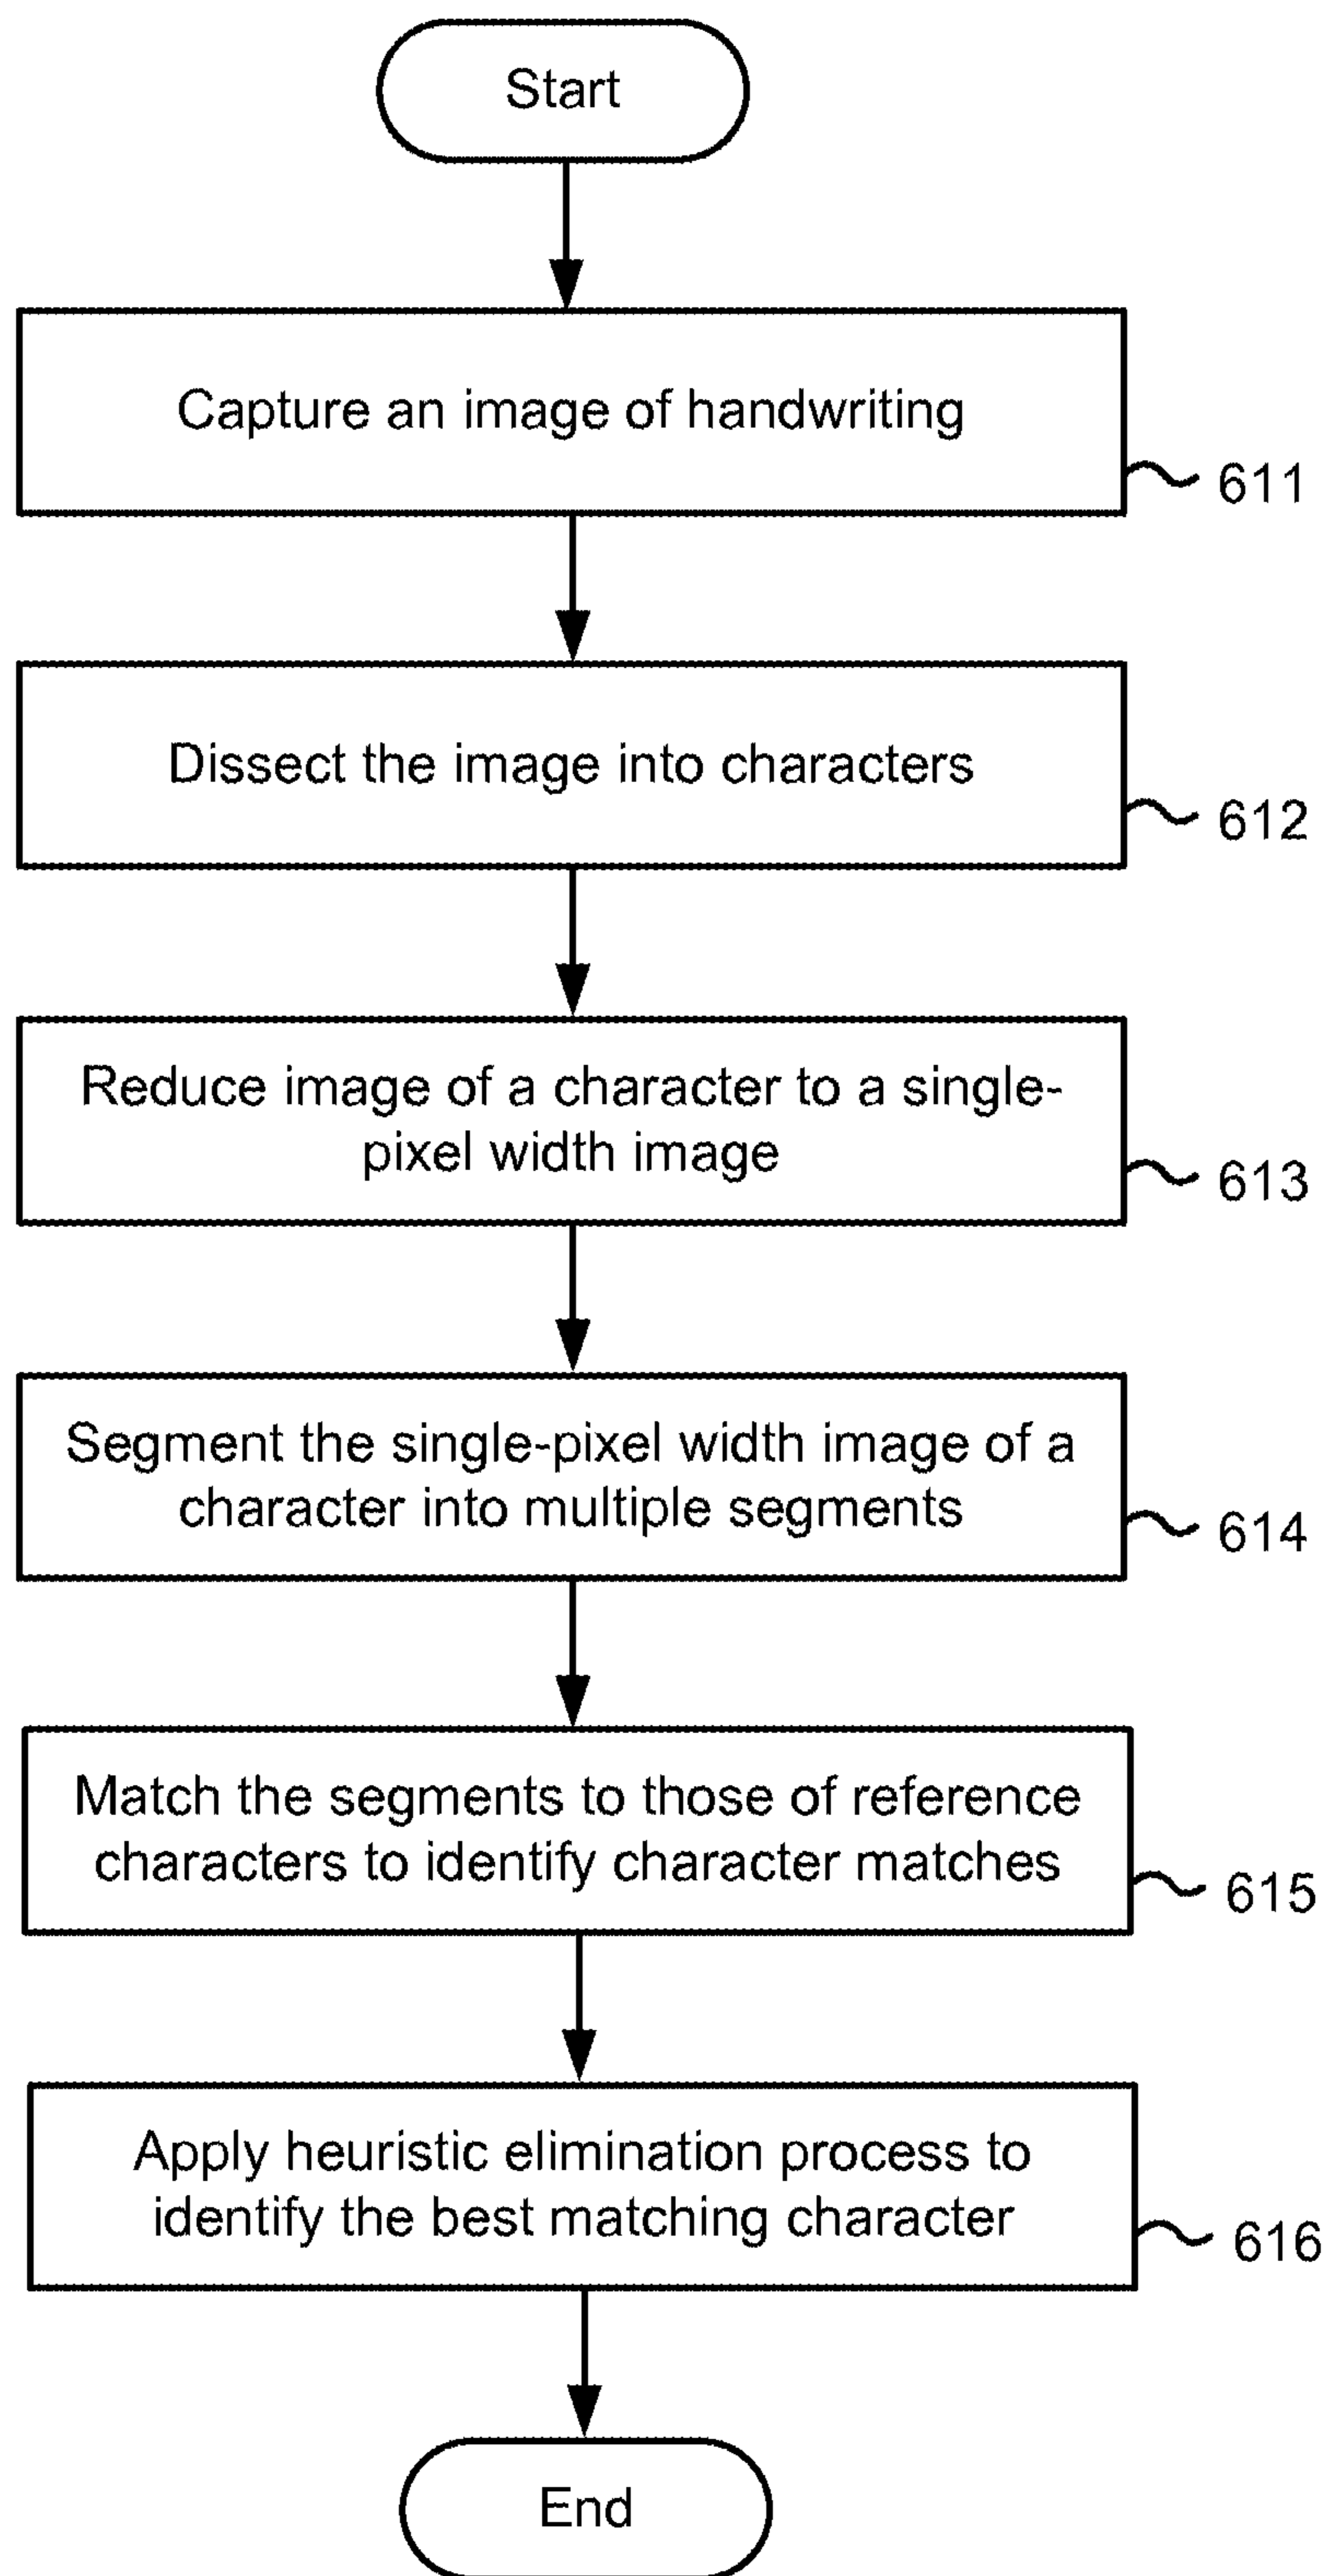 Start
Capture an image of handwriting
611
Dissect the image into characters
612
Reduce image of a character to a single-
pixel width image
613
Segment the single-pixel width image of a
character into multiple segments
614
Match the segments to those of reference
characters to identify character matches
615
Apply heuristic elimination process to
identify the best matching character
616
End